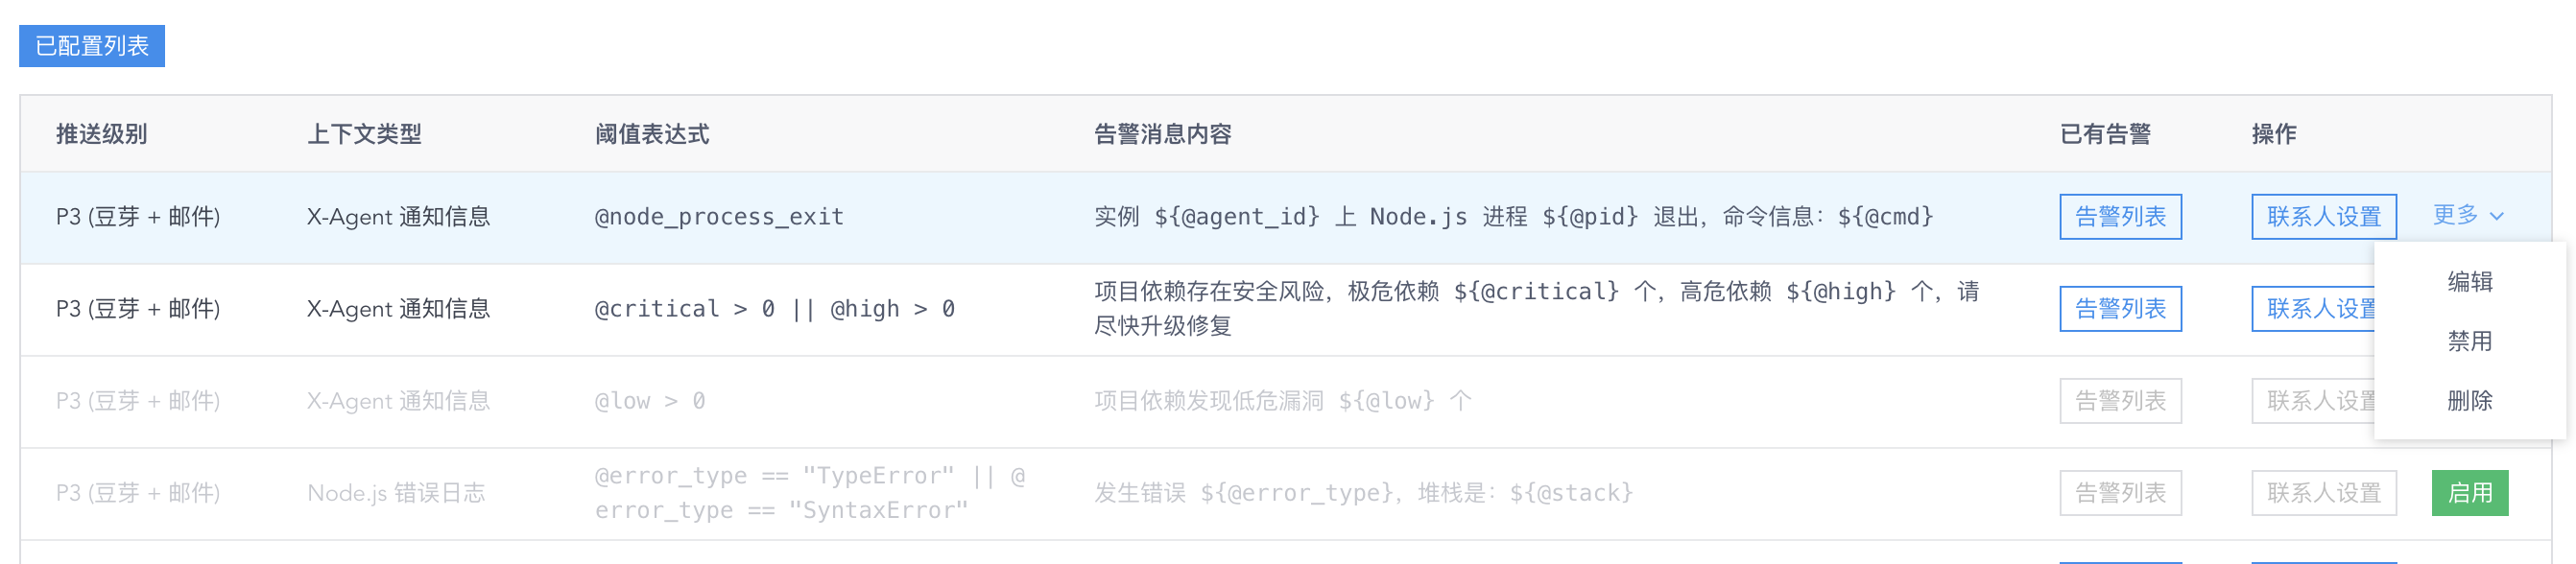 已配置列表
推送级别 上下文类型 阈值表达式 告警消息内容 已有告警 操作
P3 (豆芽 + 邮件) X-Agent 通知信息 @node_process_exit 实例 ${@agent_id} 上 Node.js 进程 ${@pid} 退出，命令信息：${@cmd} 告警列表 联系人设置 更多
编辑
P3 (豆芽 + 邮件) X-Agent 通知信息 @critical > 0 || @high > 0 项目依赖存在安全风险，极危依赖 ${@critical} 个，高危依赖 ${@high} 个，请 告警列表 联系人设置
尽快升级修复
禁用
P3 (豆芽 + 邮件) X-Agent 通知信息 @low > 0 项目依赖发现低危漏洞 ${@low} 个 告警列表 联系人设置
删除
P3 (豆芽 + 邮件) Node.js 错误日志 @error_type == "TypeError" || @ 发生错误 ${@error_type}，堆栈是：${@stack} 告警列表 联系人设置 启用
error_type == "SyntaxError"